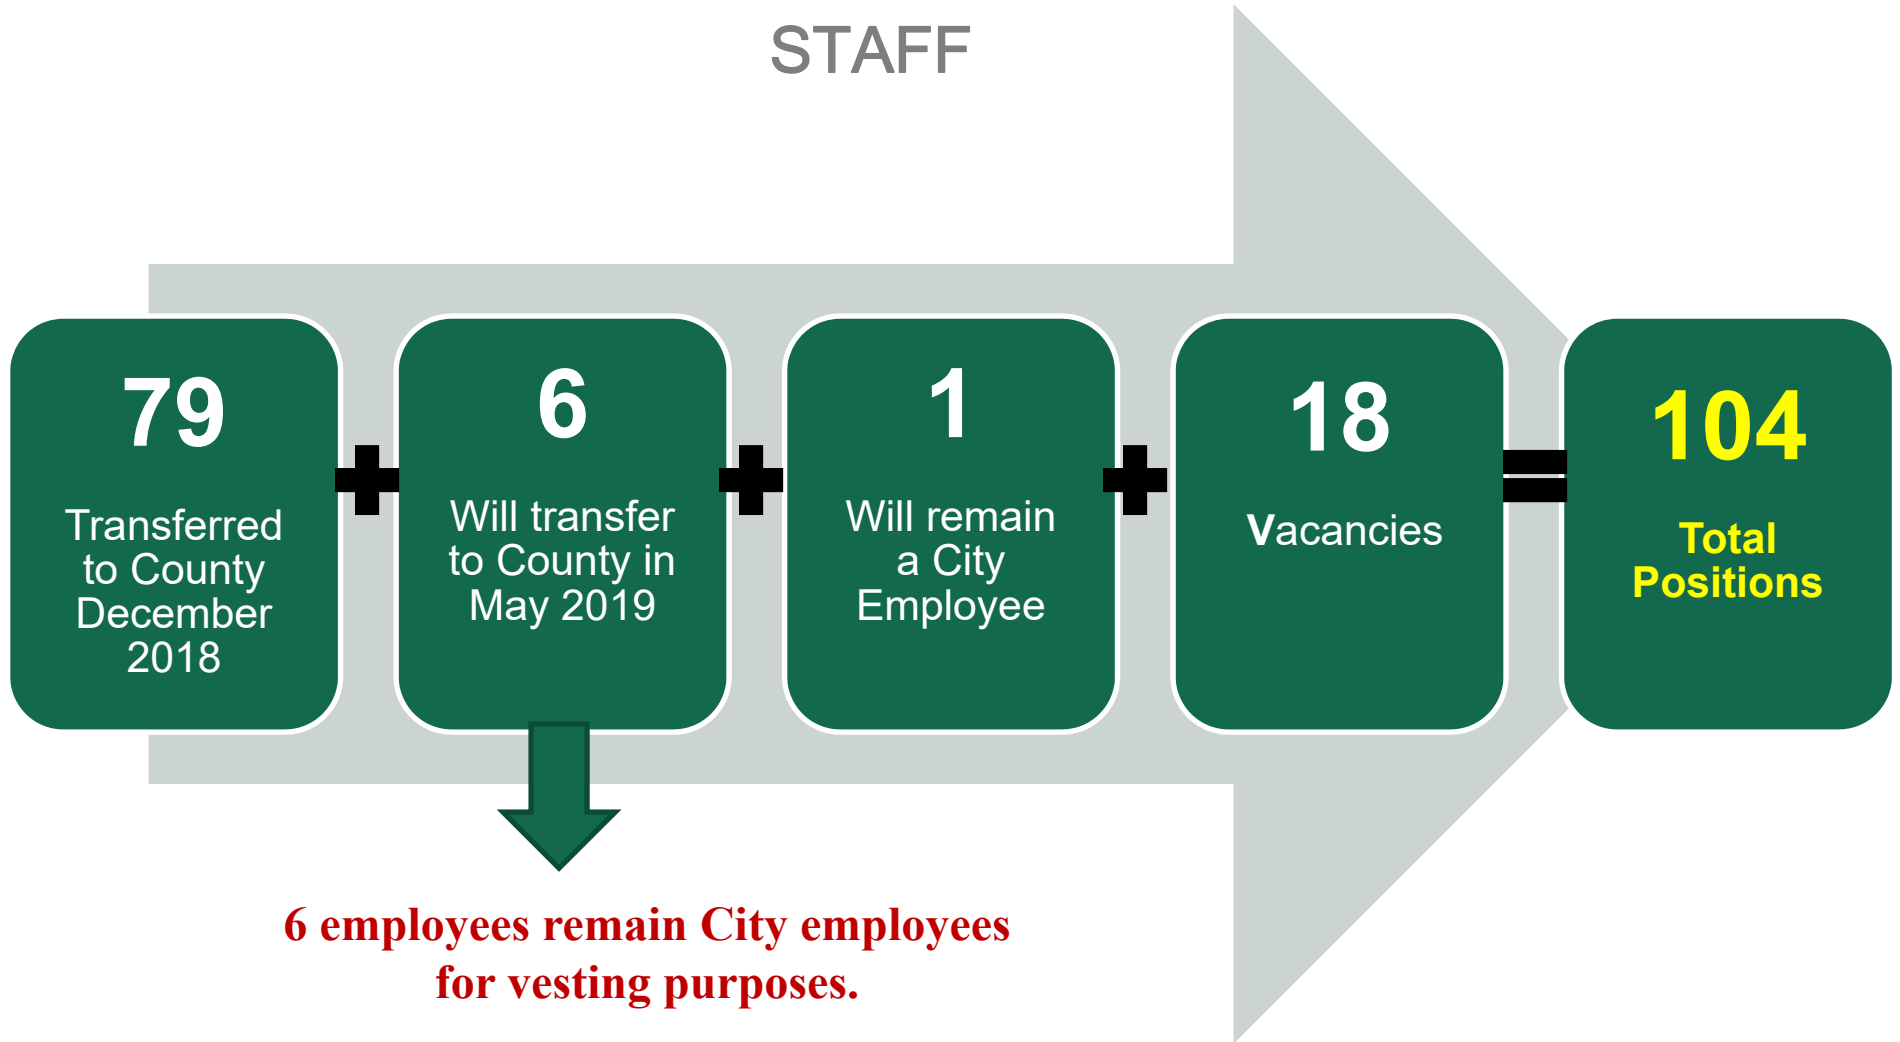 STAFF
79
Transferred
to County
December
2018
6
Will transfer
to County in
May 2019
1
Will remain
a City
Employee
18
Vacancies
104
Total
Positions
6 employees remain City employees
for vesting purposes.